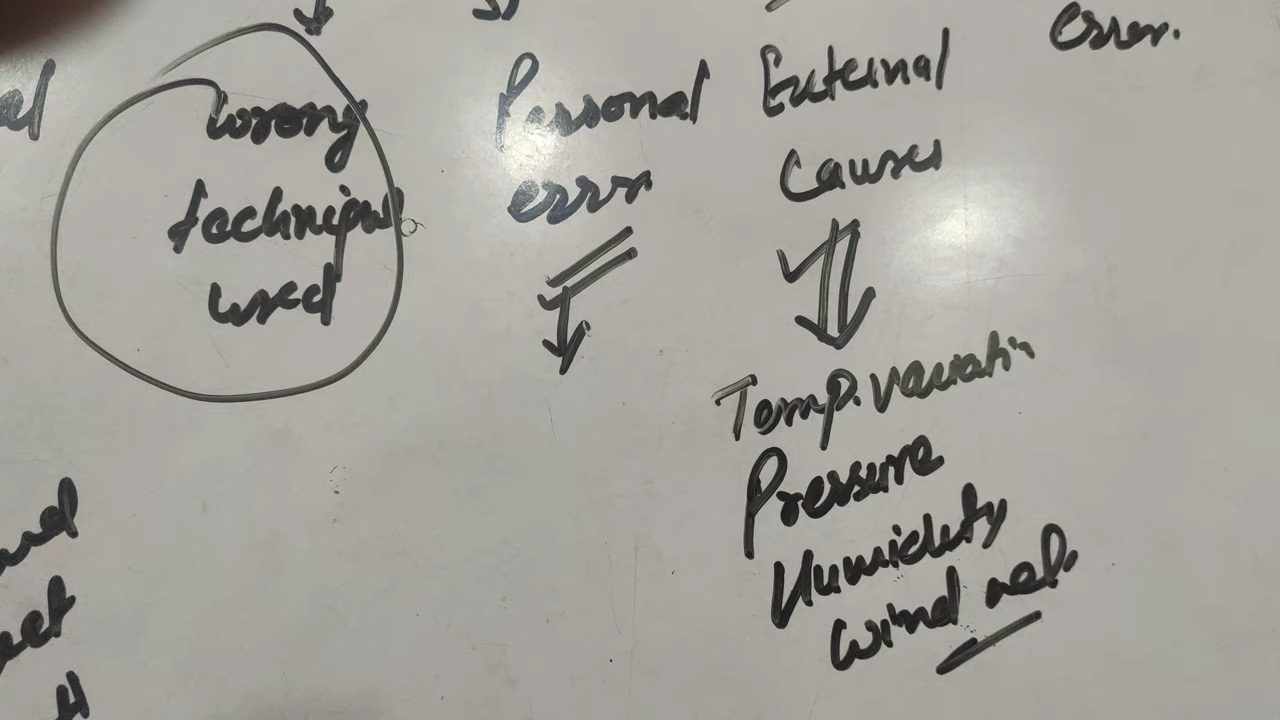 error.
Wrong
technique
used
Personal
error
External
Causes
Temp. variation
Pressure
Humidity
Wind vel.